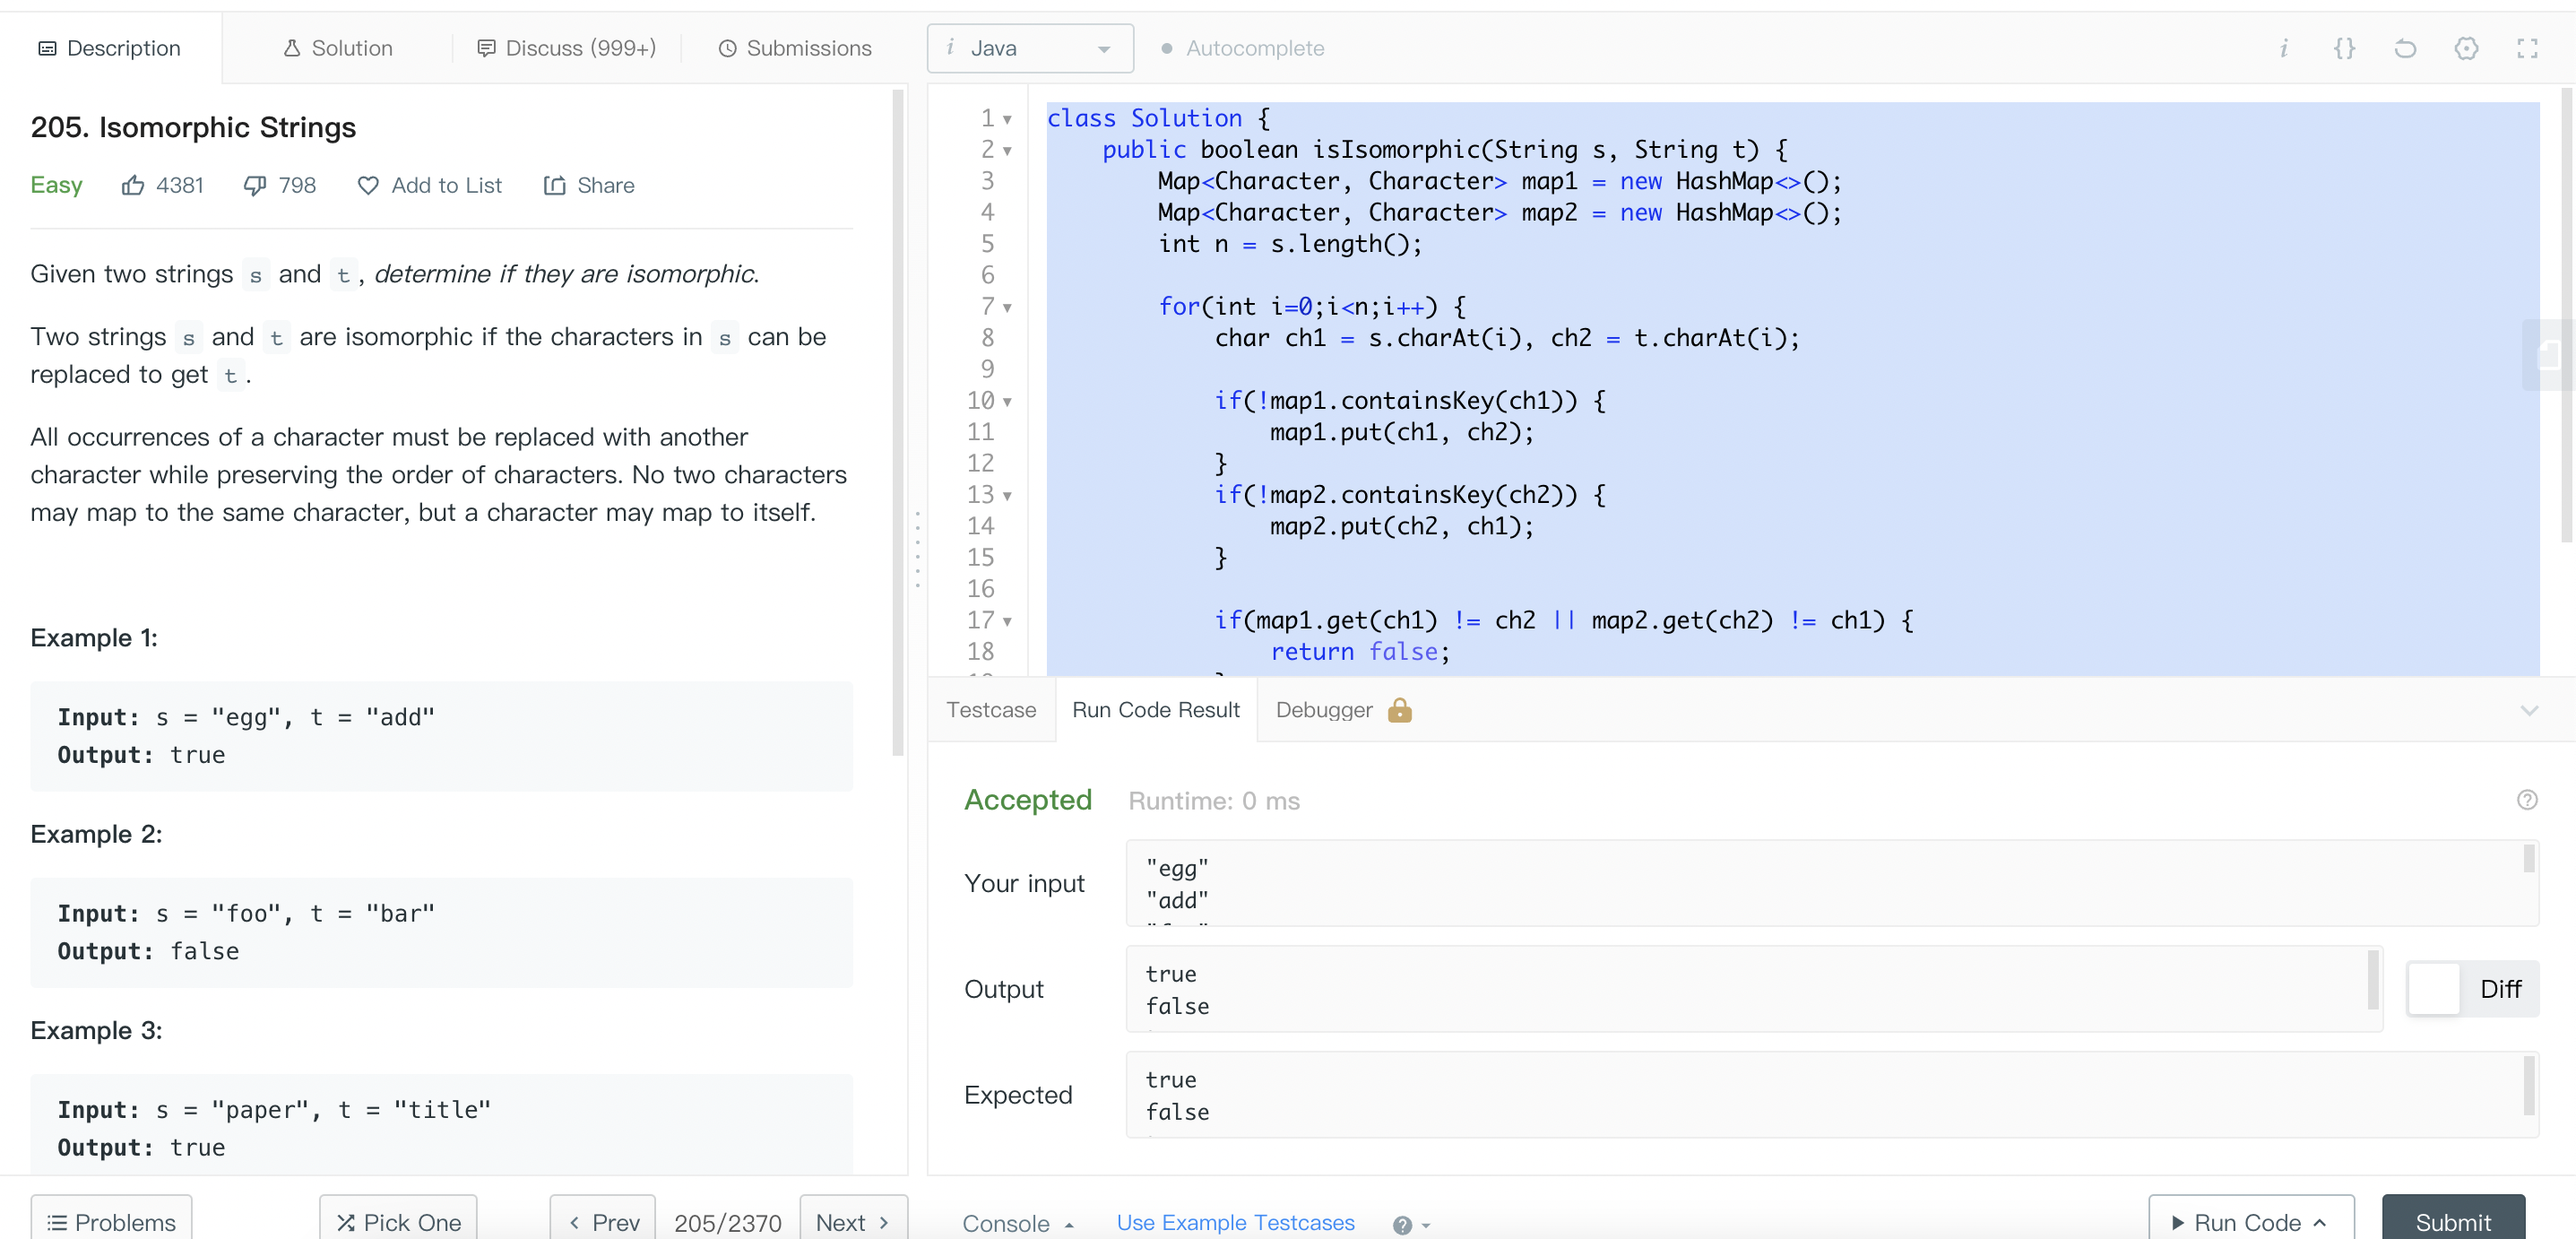 Description
Solution
Discuss (999+)
Submissions
i Java
Autocomplete
i {}
205. Isomorphic Strings
Easy 4381 798 Add to List Share
Given two strings s and t, determine if they are isomorphic.
Two strings s and t are isomorphic if the characters in s can be
replaced to get t.
All occurrences of a character must be replaced with another
character while preserving the order of characters. No two characters
may map to the same character, but a character may map to itself.
Example 1:
Input: s = "egg", t = "add"
Output: true
Example 2:
Input: s = "foo", t = "bar"
Output: false
Example 3:
Input: s = "paper", t = "title"
Output: true
Problems
Pick One
Prev
205/2370
Next
1 class Solution {
2 public boolean isIsomorphic(String s, String t) {
3 Map<Character, Character> map1 = new HashMap<>();
4 Map<Character, Character> map2 = new HashMap<>();
5 int n = s.length();
6
7 for(int i=0;i<n;i++) {
8 char ch1 = s.charAt(i), ch2 = t.charAt(i);
9
10 if(!map1.containsKey(ch1)) {
11 map1.put(ch1, ch2);
12 }
13 if(!map2.containsKey(ch2)) {
14 map2.put(ch2, ch1);
15 }
16
17 if(map1.get(ch1) != ch2 || map2.get(ch2) != ch1) {
18 return false;
Testcase
Run Code Result
Debugger
Accepted Runtime: 0 ms
Your input
"egg"
"add"
Output
true
false
Diff
Expected
true
false
Console
Use Example Testcases
Run Code
Submit